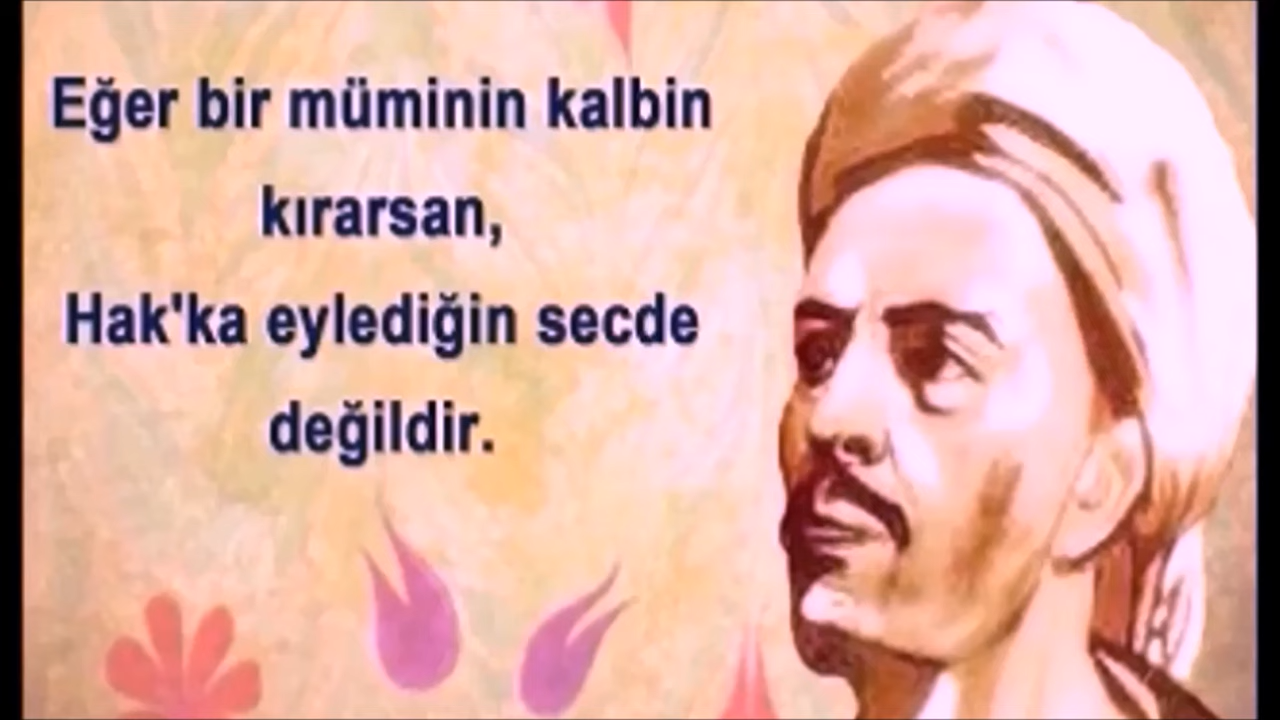 Eğer bir müminin kalbin
kırarsan,
Hak'ka eylediğin secde
değildir.